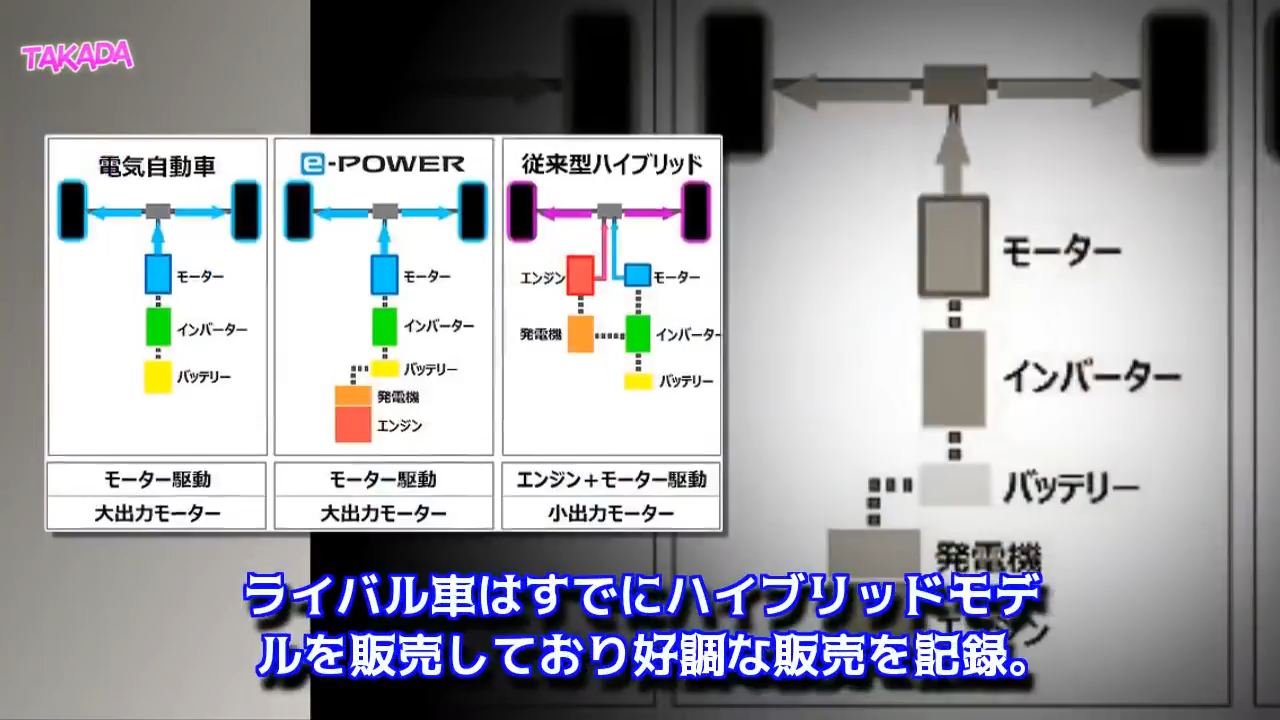 TAKADA
電気自動車
モーター
インバーター
バッテリー
モーター駆動
大出力モーター
e-POWER
モーター
インバーター
バッテリー
発電機
エンジン
モーター駆動
大出力モーター
従来型ハイブリッド
エンジン
モーター
発電機
インバーター
バッテリー
エンジン+モーター駆動
小出力モーター
モーター
インバーター
バッテリー
発電機
エンジン
ライバル車はすでにハイブリッドモデ
ルを販売しており好調な販売を記録。